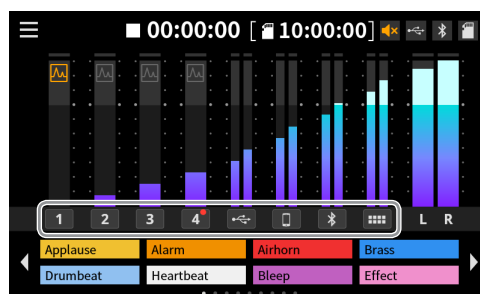 00:00:00 [ 10:00:00]
1 2 3 4 L R
Applause Alarm Airhorn Brass
Drumbeat Heartbeat Bleep Effect